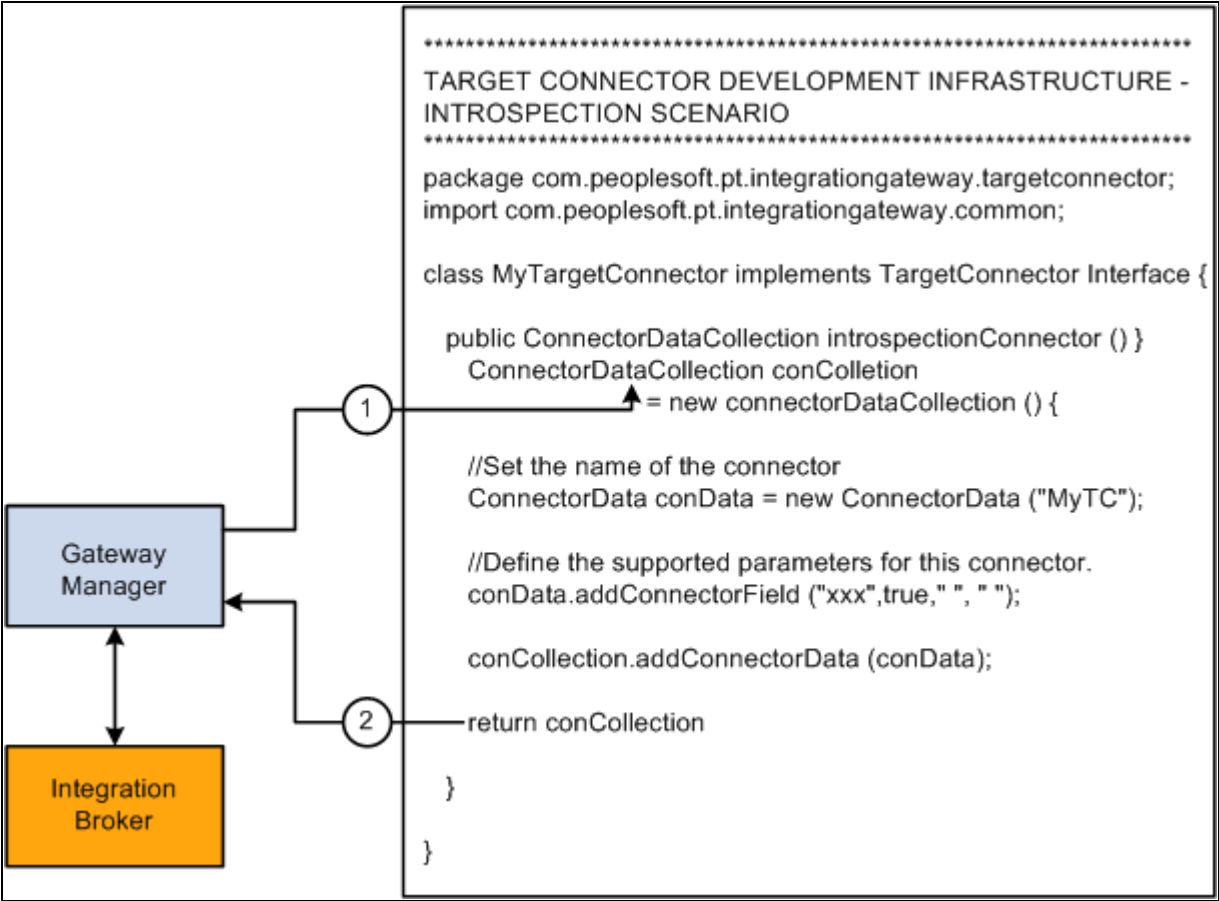 **************************************************************************
TARGET CONNECTOR DEVELOPMENT INFRASTRUCTURE -
INTROSPECTION SCENARIO
**************************************************************************
package com.peoplesoft.pt.integrationgateway.targetconnector;
import com.peoplesoft.pt.integrationgateway.common;
class MyTargetConnector implements TargetConnector Interface {
public ConnectorDataCollection introspectionConnector () }
ConnectorDataCollection conColletion
= new connectorDataCollection () {
//Set the name of the connector
ConnectorData conData = new ConnectorData ("MyTC");
//Define the supported parameters for this connector.
conData.addConnectorField ("xxx",true," ", " ");
conCollection.addConnectorData (conData);
return conCollection
}
}
1
2
Gateway
Manager
Integration
Broker